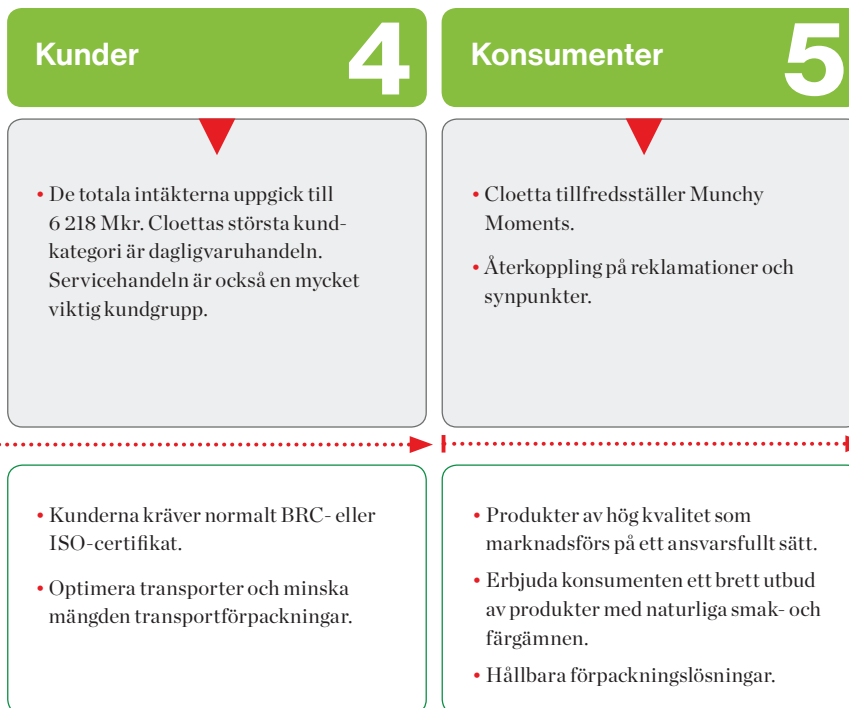 Kunder 4
• De totala intäkterna uppgick till
6 218 Mkr. Cloettas största kund-
kategori är dagligvaruhandeln.
Servicehandeln är också en mycket
viktig kundgrupp.
• Kunderna kräver normalt BRC- eller
ISO-certifikat.
• Optimera transporter och minska
mängden transportförpackningar.
Konsumenter 5
• Cloetta tillfredsställer Munchy
Moments.
• Återkoppling på reklamationer och
synpunkter.
• Produkter av hög kvalitet som
marknadsförs på ett ansvarsfullt sätt.
• Erbjuda konsumenten ett brett utbud
av produkter med naturliga smak- och
färgämnen.
• Hållbara förpackningslösningar.